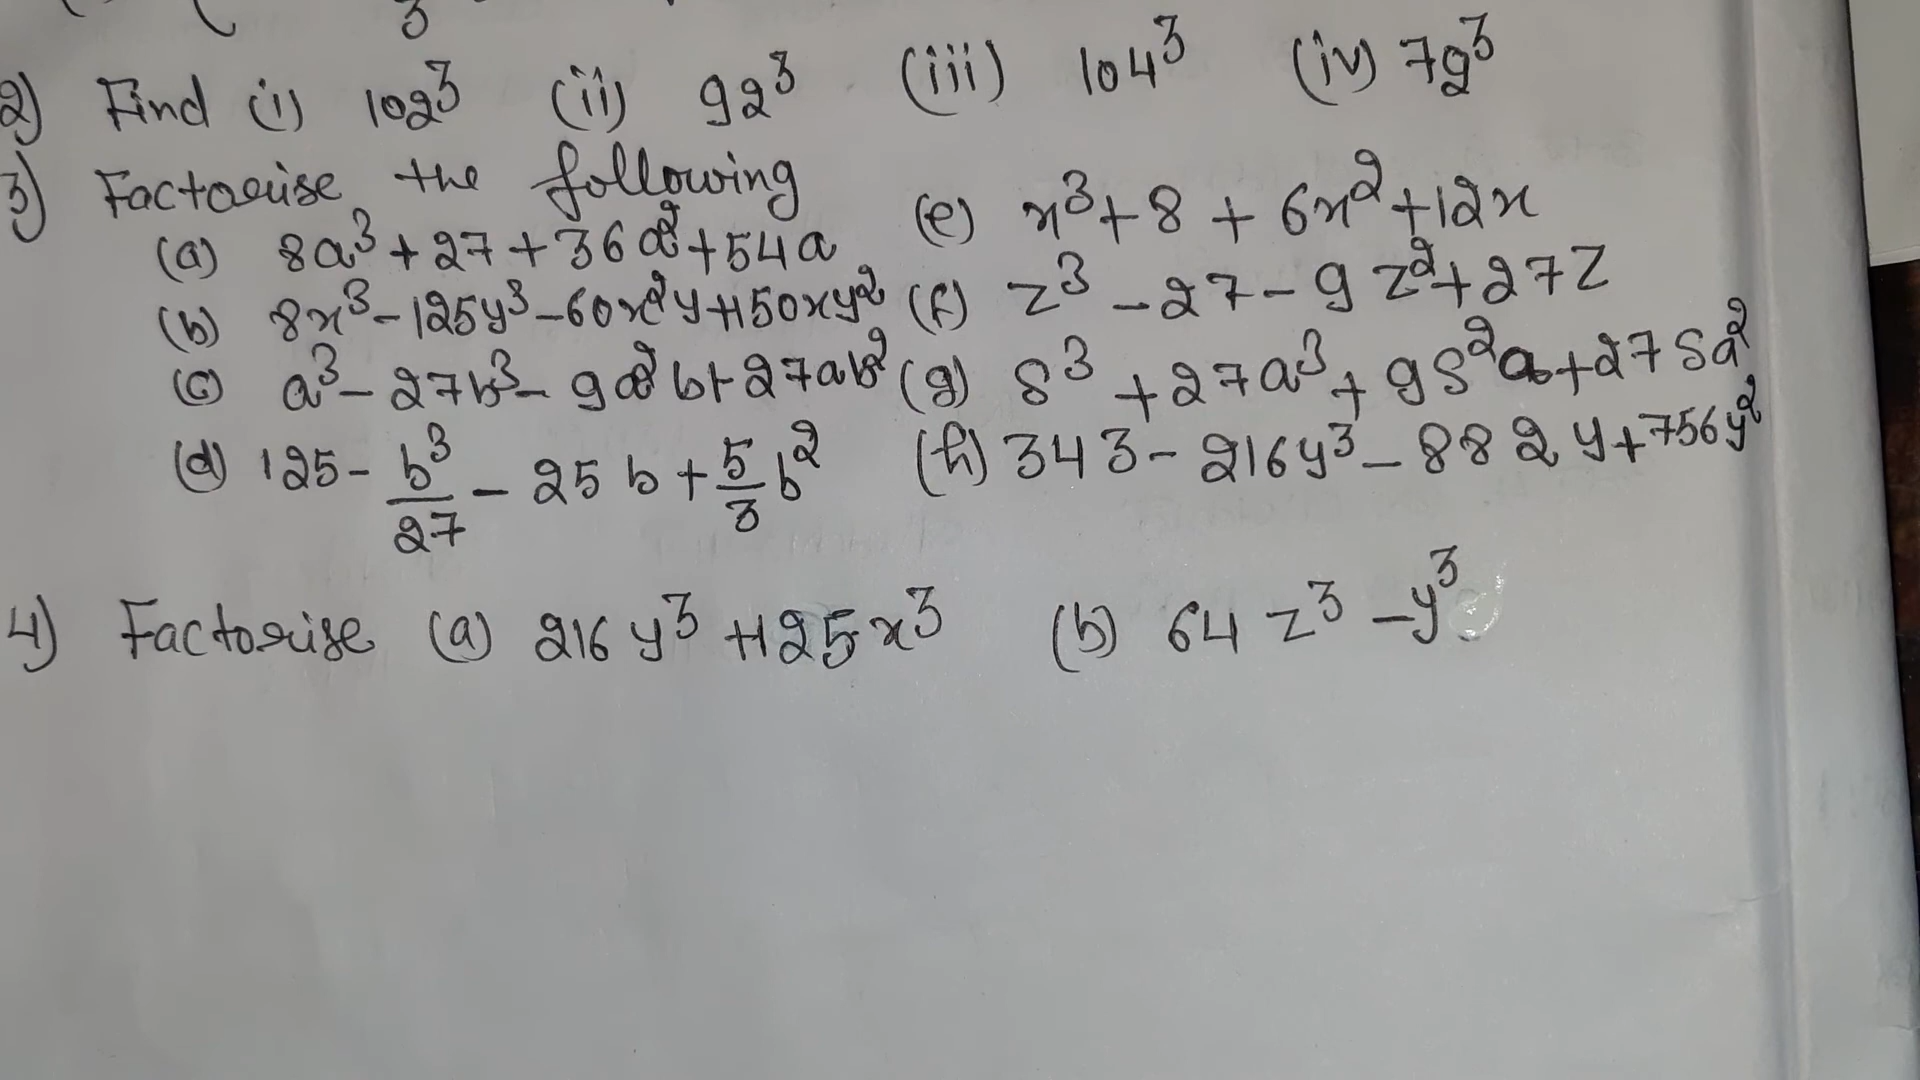 3
2) Find (i) 102³ (ii) 92³ (iii) 104³ (iv) 79³
3) Factorise the following
(a) 8a³ + 27 + 36a² + 54a (e) x³ + 8 + 6x² + 12x
(b) 8x³ - 125y³ - 60x²y + 150xy² (f) z³ - 27 - 9z² + 27z
(c) a³ - 27b³ - 9a²b + 27ab² (g) 8³ + 27a³ + 9s²a + 27sa²
(d) 125 - b³/27 - 25b + 5/3 b² (h) 343 - 216y³ - 882y + 756y²
4) Factorise (a) 216y³ + 125x³ (b) 64z³ - y³